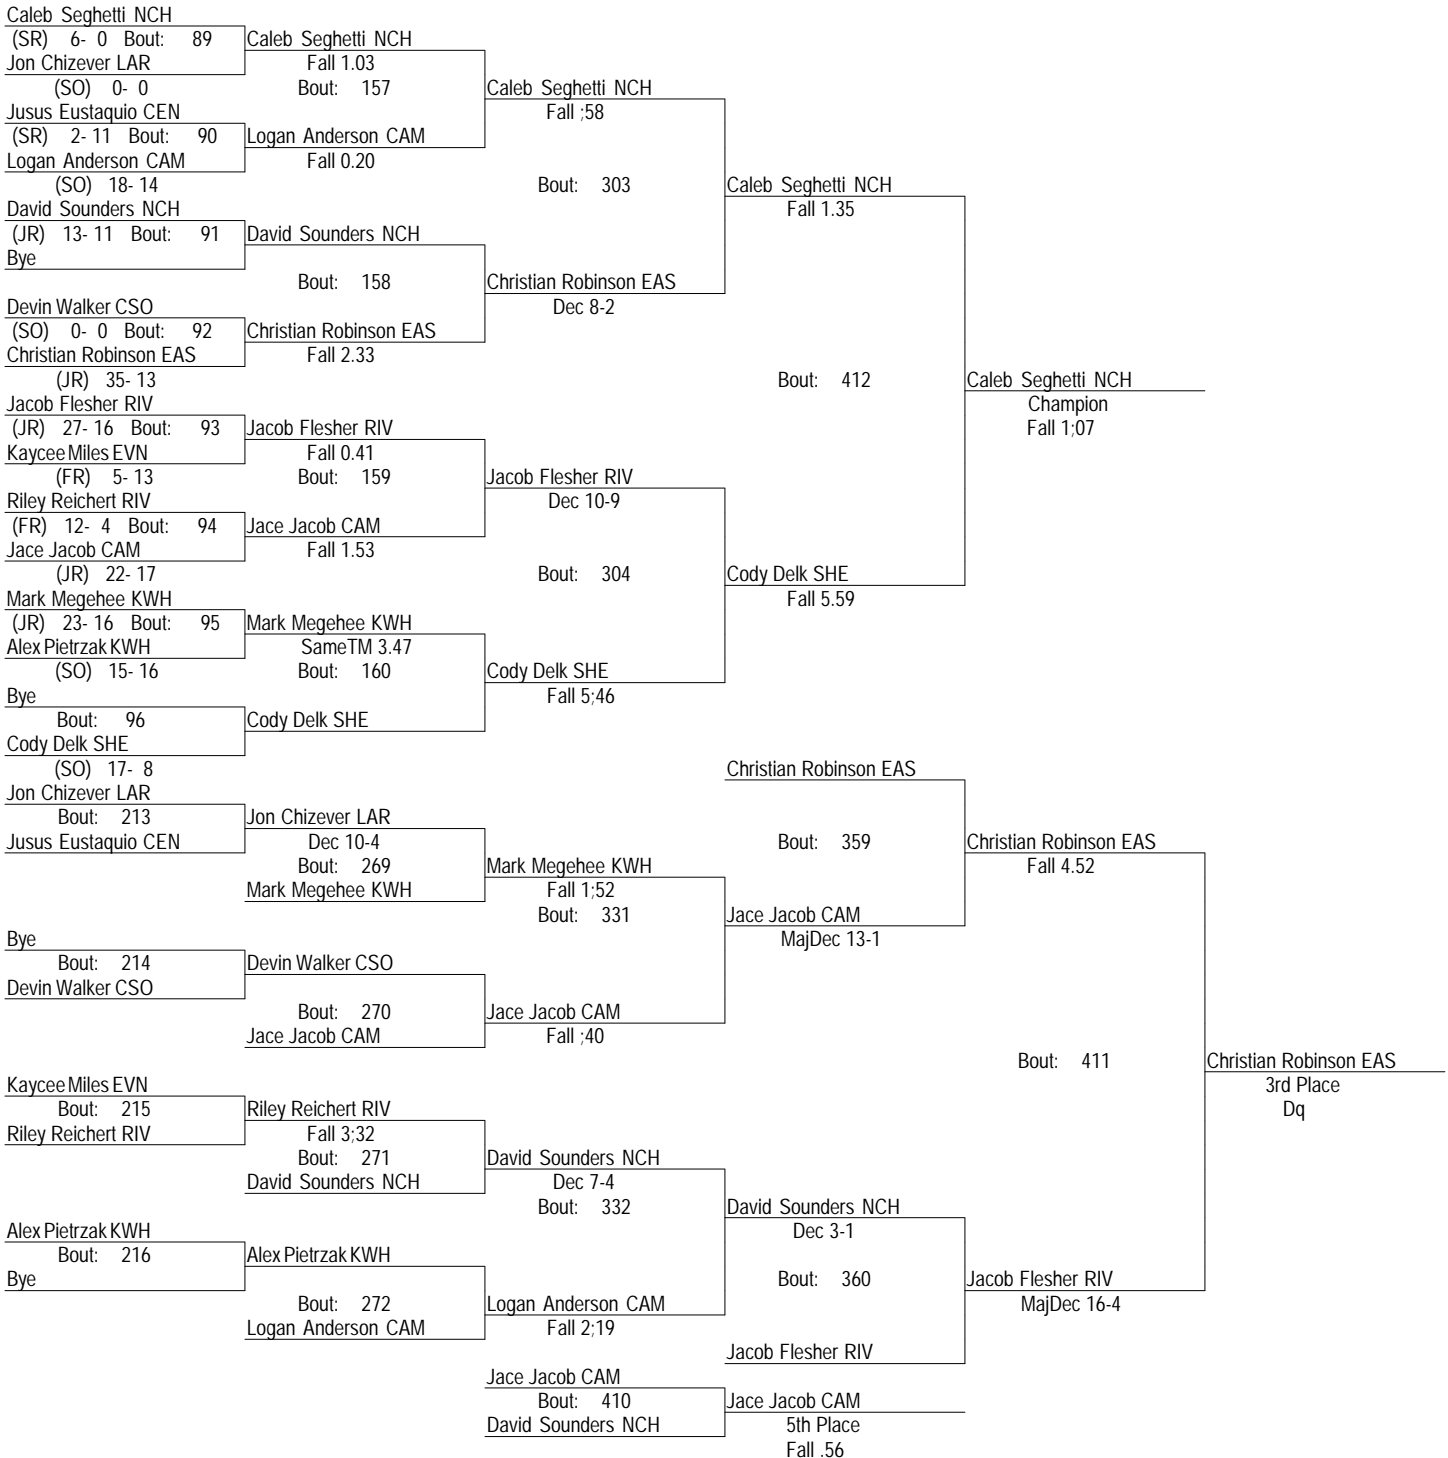 Caleb Seghetti NCH
(SR) 6- 0 Bout: 89
Caleb Seghetti NCH
Jon Chizever LAR
Fall 1.03
(SO) 0- 0
Bout: 157
Caleb Seghetti NCH
Jusus Eustaquio CEN
Fall ;58
(SR) 2- 11 Bout: 90
Logan Anderson CAM
Logan Anderson CAM
Fall 0.20
(SO) 18- 14
Bout: 303
Caleb Seghetti NCH
David Sounders NCH
Fall 1.35
(JR) 13- 11 Bout: 91
David Sounders NCH
Bye
Bout: 158
Christian Robinson EAS
Devin Walker CSO
Dec 8-2
(SO) 0- 0 Bout: 92
Christian Robinson EAS
Christian Robinson EAS
Fall 2.33
(JR) 35- 13
Bout: 412
Caleb Seghetti NCH
Jacob Flesher RIV
Champion
(JR) 27- 16 Bout: 93
Jacob Flesher RIV
Fall 1;07
Kaycee Miles EVN
Fall 0.41
(FR) 5- 13
Bout: 159
Jacob Flesher RIV
Riley Reichert RIV
Dec 10-9
(FR) 12- 4 Bout: 94
Jace Jacob CAM
Jace Jacob CAM
Fall 1.53
(JR) 22- 17
Bout: 304
Cody Delk SHE
Mark Megehee KWH
Fall 5.59
(JR) 23- 16 Bout: 95
Mark Megehee KWH
Alex Pietrzak KWH
SameTM 3.47
(SO) 15- 16
Bout: 160
Cody Delk SHE
Bye
Fall 5;46
Bout: 96
Cody Delk SHE
Cody Delk SHE
(SO) 17- 8
Christian Robinson EAS
Jon Chizever LAR
Bout: 213
Jon Chizever LAR
Jusus Eustaquio CEN
Dec 10-4
Bout: 359
Christian Robinson EAS
Bout: 269
Mark Megehee KWH
Fall 4.52
Mark Megehee KWH
Fall 1;52
Bout: 331
Jace Jacob CAM
Bye
MajDec 13-1
Bout: 214
Devin Walker CSO
Devin Walker CSO
Bout: 270
Jace Jacob CAM
Jace Jacob CAM
Fall ;40
Bout: 411
Christian Robinson EAS
Kaycee Miles EVN
3rd Place
Bout: 215
Riley Reichert RIV
Dq
Riley Reichert RIV
Fall 3;32
Bout: 271
David Sounders NCH
David Sounders NCH
Dec 7-4
Bout: 332
David Sounders NCH
Alex Pietrzak KWH
Dec 3-1
Bout: 216
Alex Pietrzak KWH
Bye
Bout: 360
Jacob Flesher RIV
Bout: 272
Logan Anderson CAM
MajDec 16-4
Logan Anderson CAM
Fall 2;19
Jacob Flesher RIV
Jace Jacob CAM
Bout: 410
Jace Jacob CAM
David Sounders NCH
5th Place
Fall .56